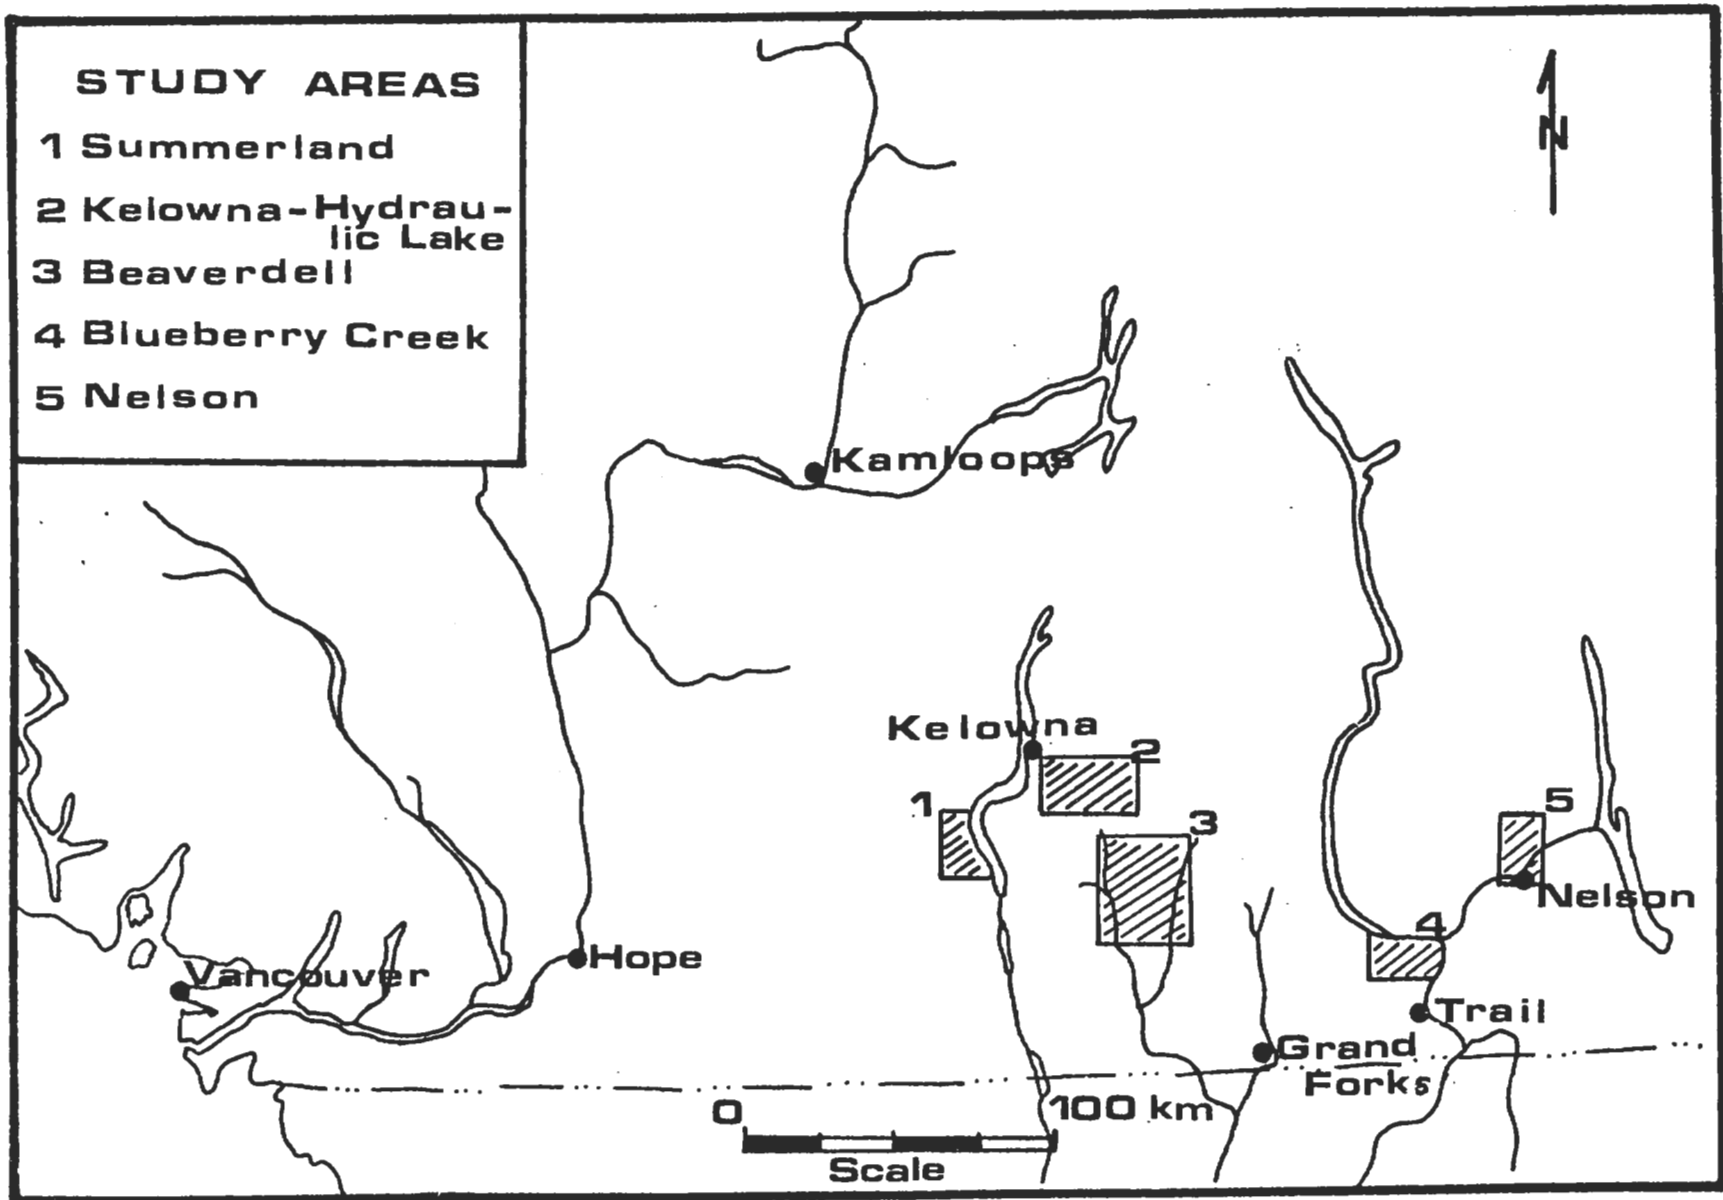 STUDY AREAS
1 Summerland
2 Kelowna-Hydrau-
lic Lake
3 Beaverdell
4 Blueberry Creek
5 Nelson
N
Kamloops
Kelowna
2
1
3
5
Nelson
4
Hope
Vancouver
Trail
Grand
Forks
0
100 km
Scale